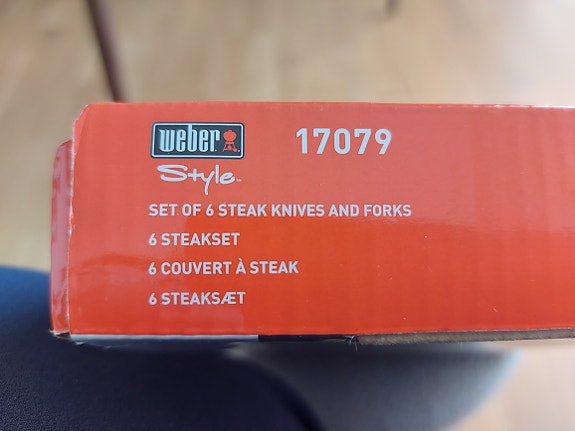 weber
17079
Style
SET OF 6 STEAK KNIVES AND FORKS
6 STEAKSET
6 COUVERT À STEAK
6 STEAKSÆT